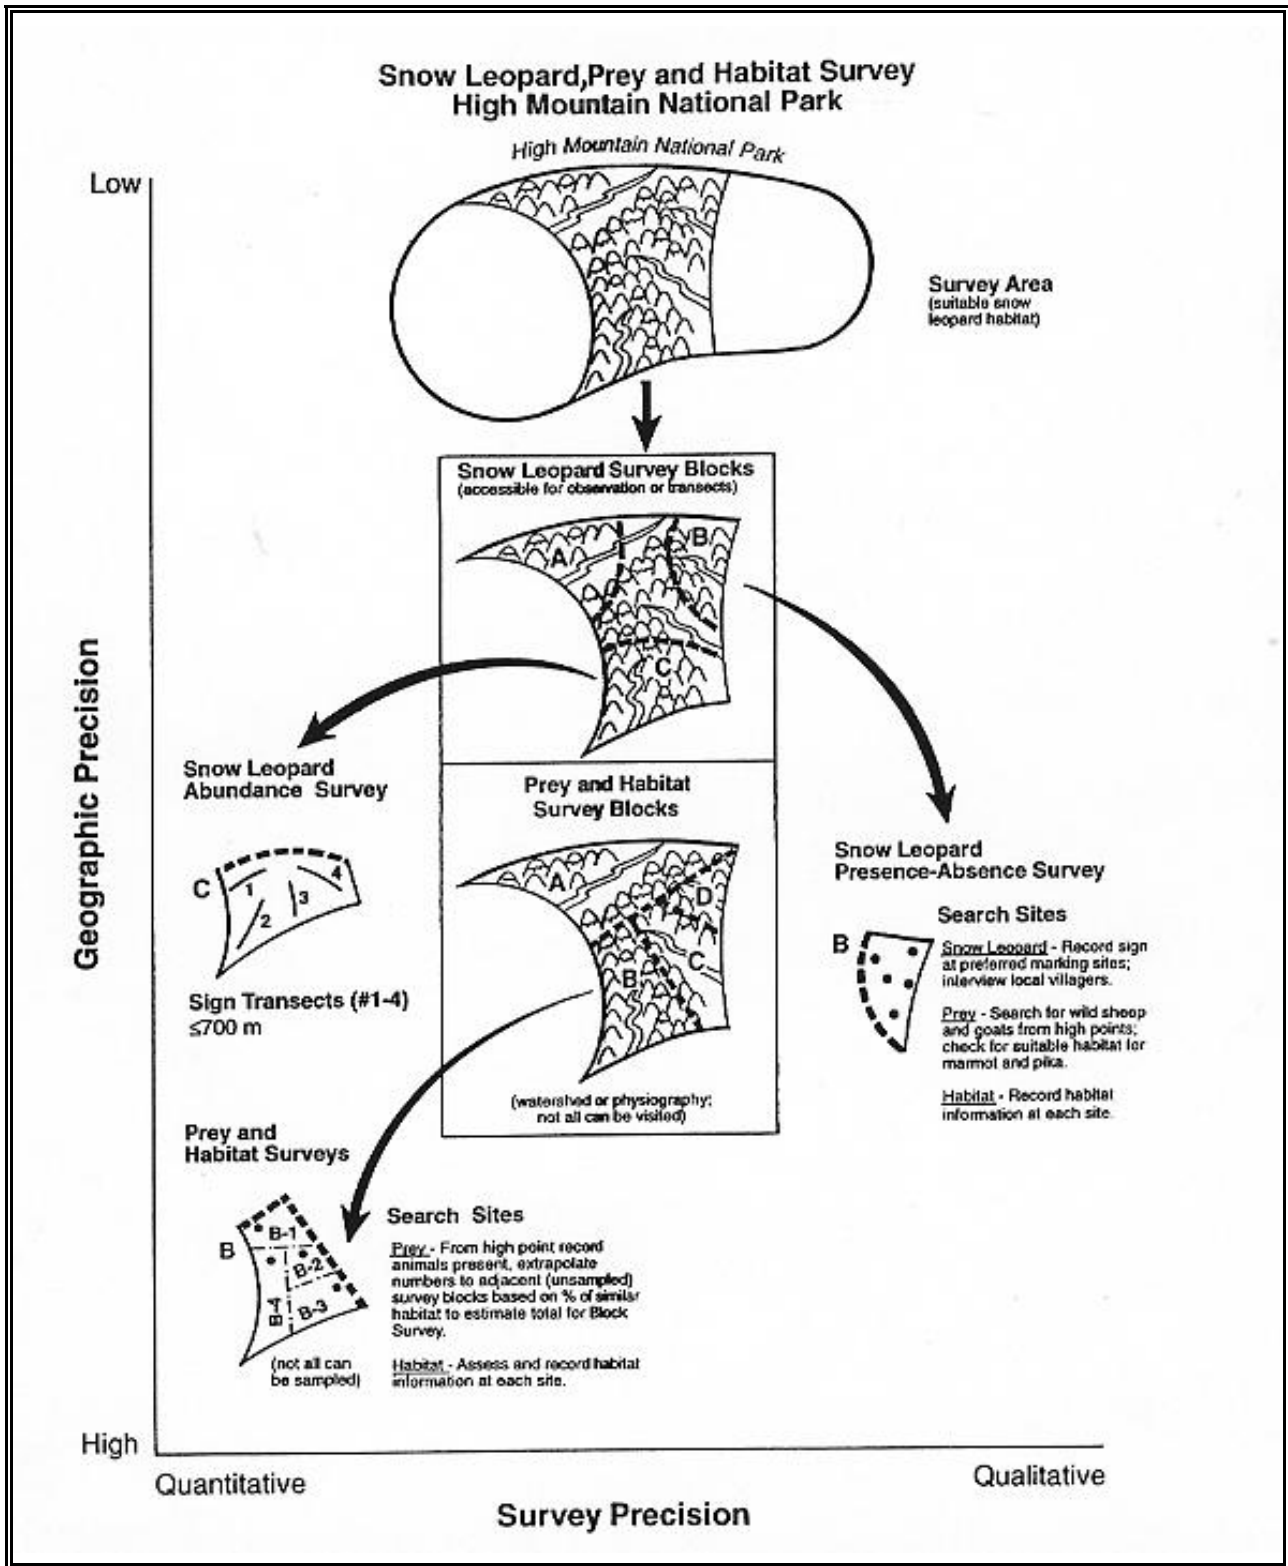 Snow Leopard,Prey and Habitat Survey
High Mountain National Park
High Mountain National Park
Low
Survey Area
(suitable snow
leopard habitat)
Snow Leopard Survey Blocks
(accessible for observation or transects)
A
B
C
Geographic Precision
Snow Leopard
Abundance Survey
C
1
2
3
4
Sign Transects (#1-4)
≤700 m
Prey and Habitat
Survey Blocks
A
D
C
B
(watershed or physiography;
not all can be visited)
Snow Leopard
Presence-Absence Survey
Search Sites
B
Snow Leopard - Record sign
at preferred marking sites;
interview local villagers.
Prey - Search for wild sheep
and goats from high points;
check for suitable habitat for
marmot and pika.
Habitat - Record habitat
information at each site.
Prey and
Habitat Surveys
B
B-1
B-2
B-3
B-4
(not all can
be sampled)
Search Sites
Prey - From high point record
animals present, extrapolate
numbers to adjacent (unsampled)
survey blocks based on % of similar
habitat to estimate total for Block
Survey.
Habitat - Assess and record habitat
information at each site.
High
Quantitative
Qualitative
Survey Precision